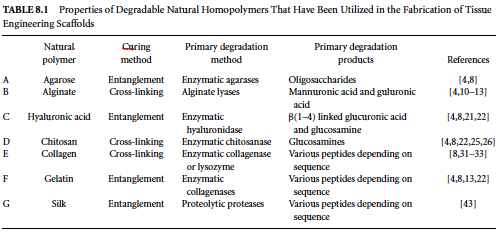 TABLE 8.1 Properties of Degradable Natural Homopolymers That Have Been Utilized in the Fabrication of Tissue
Engineering Scaffolds
Natural Curing Primary degradation Primary degradation
polymer method method products References
A Agarose Entanglement Enzymatic agarases Oligosaccharides [4,8]
B Alginate Cross-linking Alginate lyases Mannuronic acid and guluronic [4,10–13]
acid
C Hyaluronic acid Entanglement Enzymatic β(1–4) linked glucuronic acid [4,8,21,22]
hyaluronidase and glucosamine
D Chitosan Cross-linking Enzymatic chitosanase Glucosamines [4,8,22,25,26]
E Collagen Cross-linking Enzymatic collagenase Various peptides depending on [8,31–33]
or lysozyme sequence
F Gelatin Entanglement Enzymatic Various peptides depending on [4,8,13,22]
collagenases sequence
G Silk Entanglement Proteolytic proteases Various peptides depending on [43]
sequence